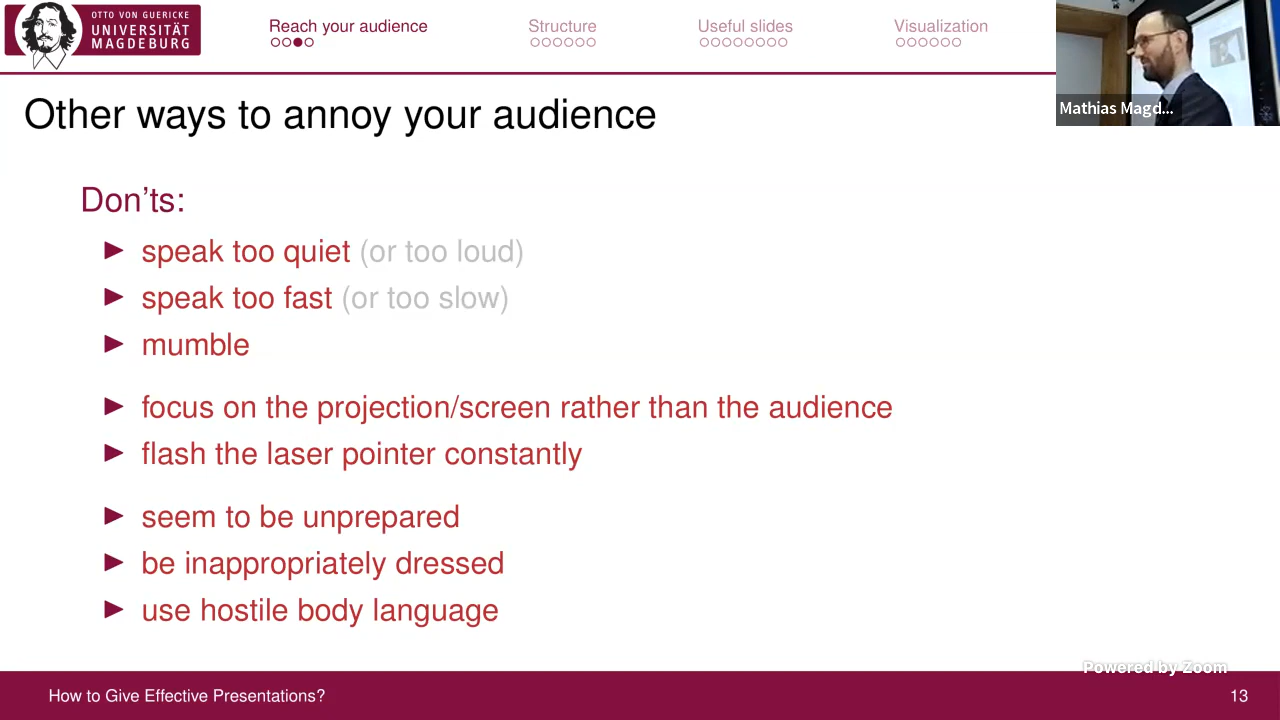 OTTO VON GUERICKE
UNIVERSITÄT
MAGDEBURG
Reach your audience
Structure
Useful slides
Visualization
Mathias Magd...
Other ways to annoy your audience
Don'ts:
speak too quiet (or too loud)
speak too fast (or too slow)
mumble
focus on the projection/screen rather than the audience
flash the laser pointer constantly
seem to be unprepared
be inappropriately dressed
use hostile body language
Powered by Zoom
How to Give Effective Presentations?
13